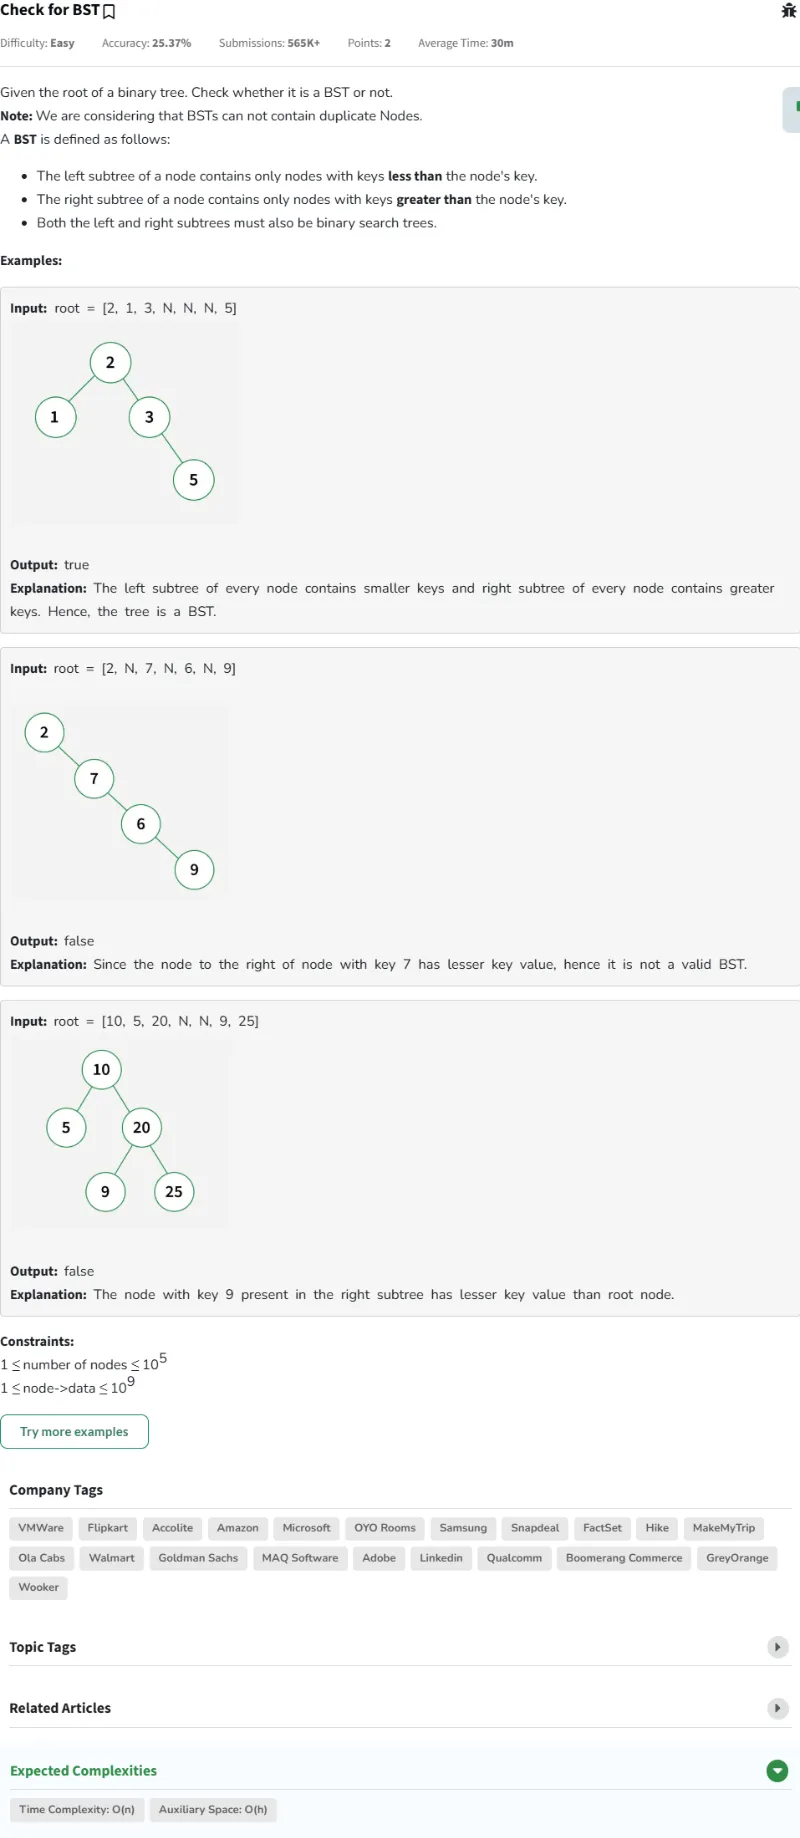 Check for BST
Difficulty: Easy Accuracy: 25.37% Submissions: 565K+ Points: 2 Average Time: 30m
Given the root of a binary tree. Check whether it is a BST or not.
Note: We are considering that BSTs can not contain duplicate Nodes.
A BST is defined as follows:
• The left subtree of a node contains only nodes with keys less than the node's key.
• The right subtree of a node contains only nodes with keys greater than the node's key.
• Both the left and right subtrees must also be binary search trees.
Examples:
Input: root = [2, 1, 3, N, N, N, 5]
2
1 3
5
Output: true
Explanation: The left subtree of every node contains smaller keys and right subtree of every node contains greater
keys. Hence, the tree is a BST.
Input: root = [2, N, 7, N, 6, N, 9]
2
7
6
9
Output: false
Explanation: Since the node to the right of node with key 7 has lesser key value, hence it is not a valid BST.
Input: root = [10, 5, 20, N, N, 9, 25]
10
5 20
9 25
Output: false
Explanation: The node with key 9 present in the right subtree has lesser key value than root node.
Constraints:
1 ≤ number of nodes ≤ 10^5
1 ≤ node->data ≤ 10^9
Try more examples
Company Tags
VMWare Flipkart Accolite Amazon Microsoft OYO Rooms Samsung Snapdeal FactSet Hike MakeMyTrip
Ola Cabs Walmart Goldman Sachs MAQ Software Adobe Linkedin Qualcomm Boomerang Commerce GreyOrange
Wooker
Topic Tags
Related Articles
Expected Complexities
Time Complexity: O(n) Auxiliary Space: O(h)